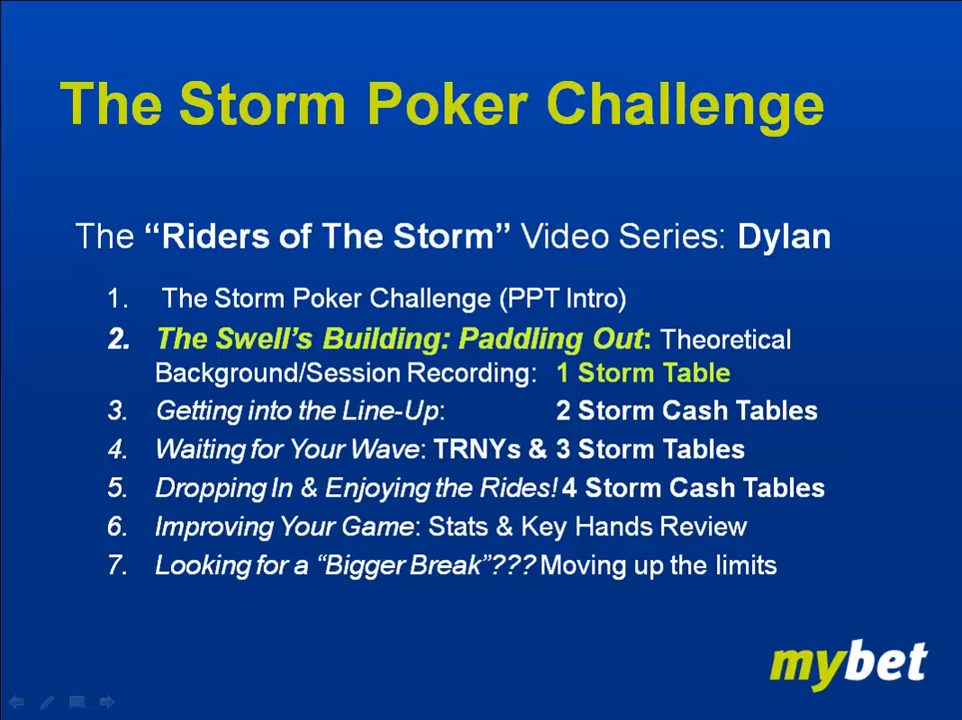 The Storm Poker Challenge
The “Riders of The Storm” Video Series: Dylan
1. The Storm Poker Challenge (PPT Intro)
2. The Swell’s Building: Paddling Out: Theoretical
Background/Session Recording: 1 Storm Table
3. Getting into the Line-Up: 2 Storm Cash Tables
4. Waiting for Your Wave: TRNYs & 3 Storm Tables
5. Dropping In & Enjoying the Rides! 4 Storm Cash Tables
6. Improving Your Game: Stats & Key Hands Review
7. Looking for a “Bigger Break”??? Moving up the limits
mybet